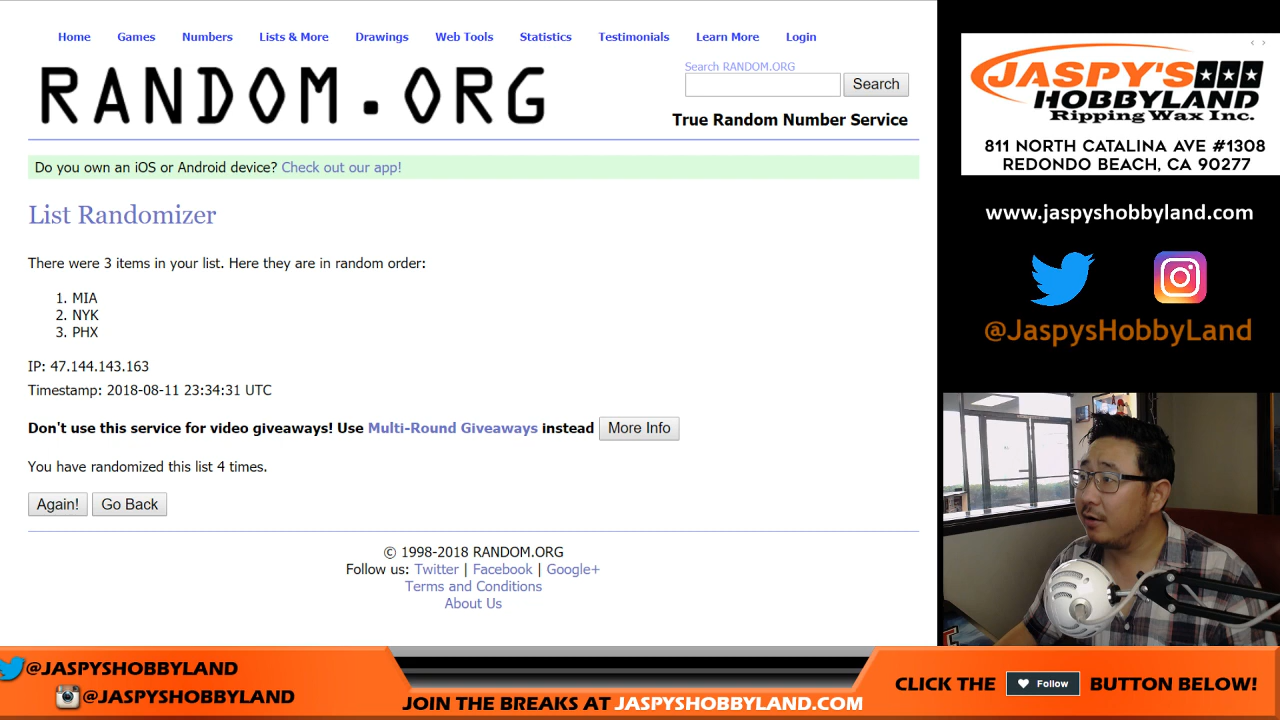 Home Games Numbers Lists & More Drawings Web Tools Statistics Testimonials Learn More Login
RANDOM.ORG
Search RANDOM.ORG
Search
True Random Number Service
Do you own an iOS or Android device? Check out our app!
List Randomizer
There were 3 items in your list. Here they are in random order:
1. MIA
2. NYK
3. PHX
IP: 47.144.143.163
Timestamp: 2018-08-11 23:34:31 UTC
Don't use this service for video giveaways! Use Multi-Round Giveaways instead More Info
You have randomized this list 4 times.
Again! Go Back
© 1998-2018 RANDOM.ORG
Follow us: Twitter | Facebook | Google+
Terms and Conditions
About Us
JASPY'S
HOBBYLAND
Ripping Wax Inc.
811 NORTH CATALINA AVE #1308
REDONDO BEACH, CA 90277
www.jaspyshobbyland.com
@JaspysHobbyLand
@JASPYSHOBBYLAND
@JASPYSHOBBYLAND
JOIN THE BREAKS AT JASPYSHOBBYLAND.COM
CLICK THE Follow BUTTON BELOW!